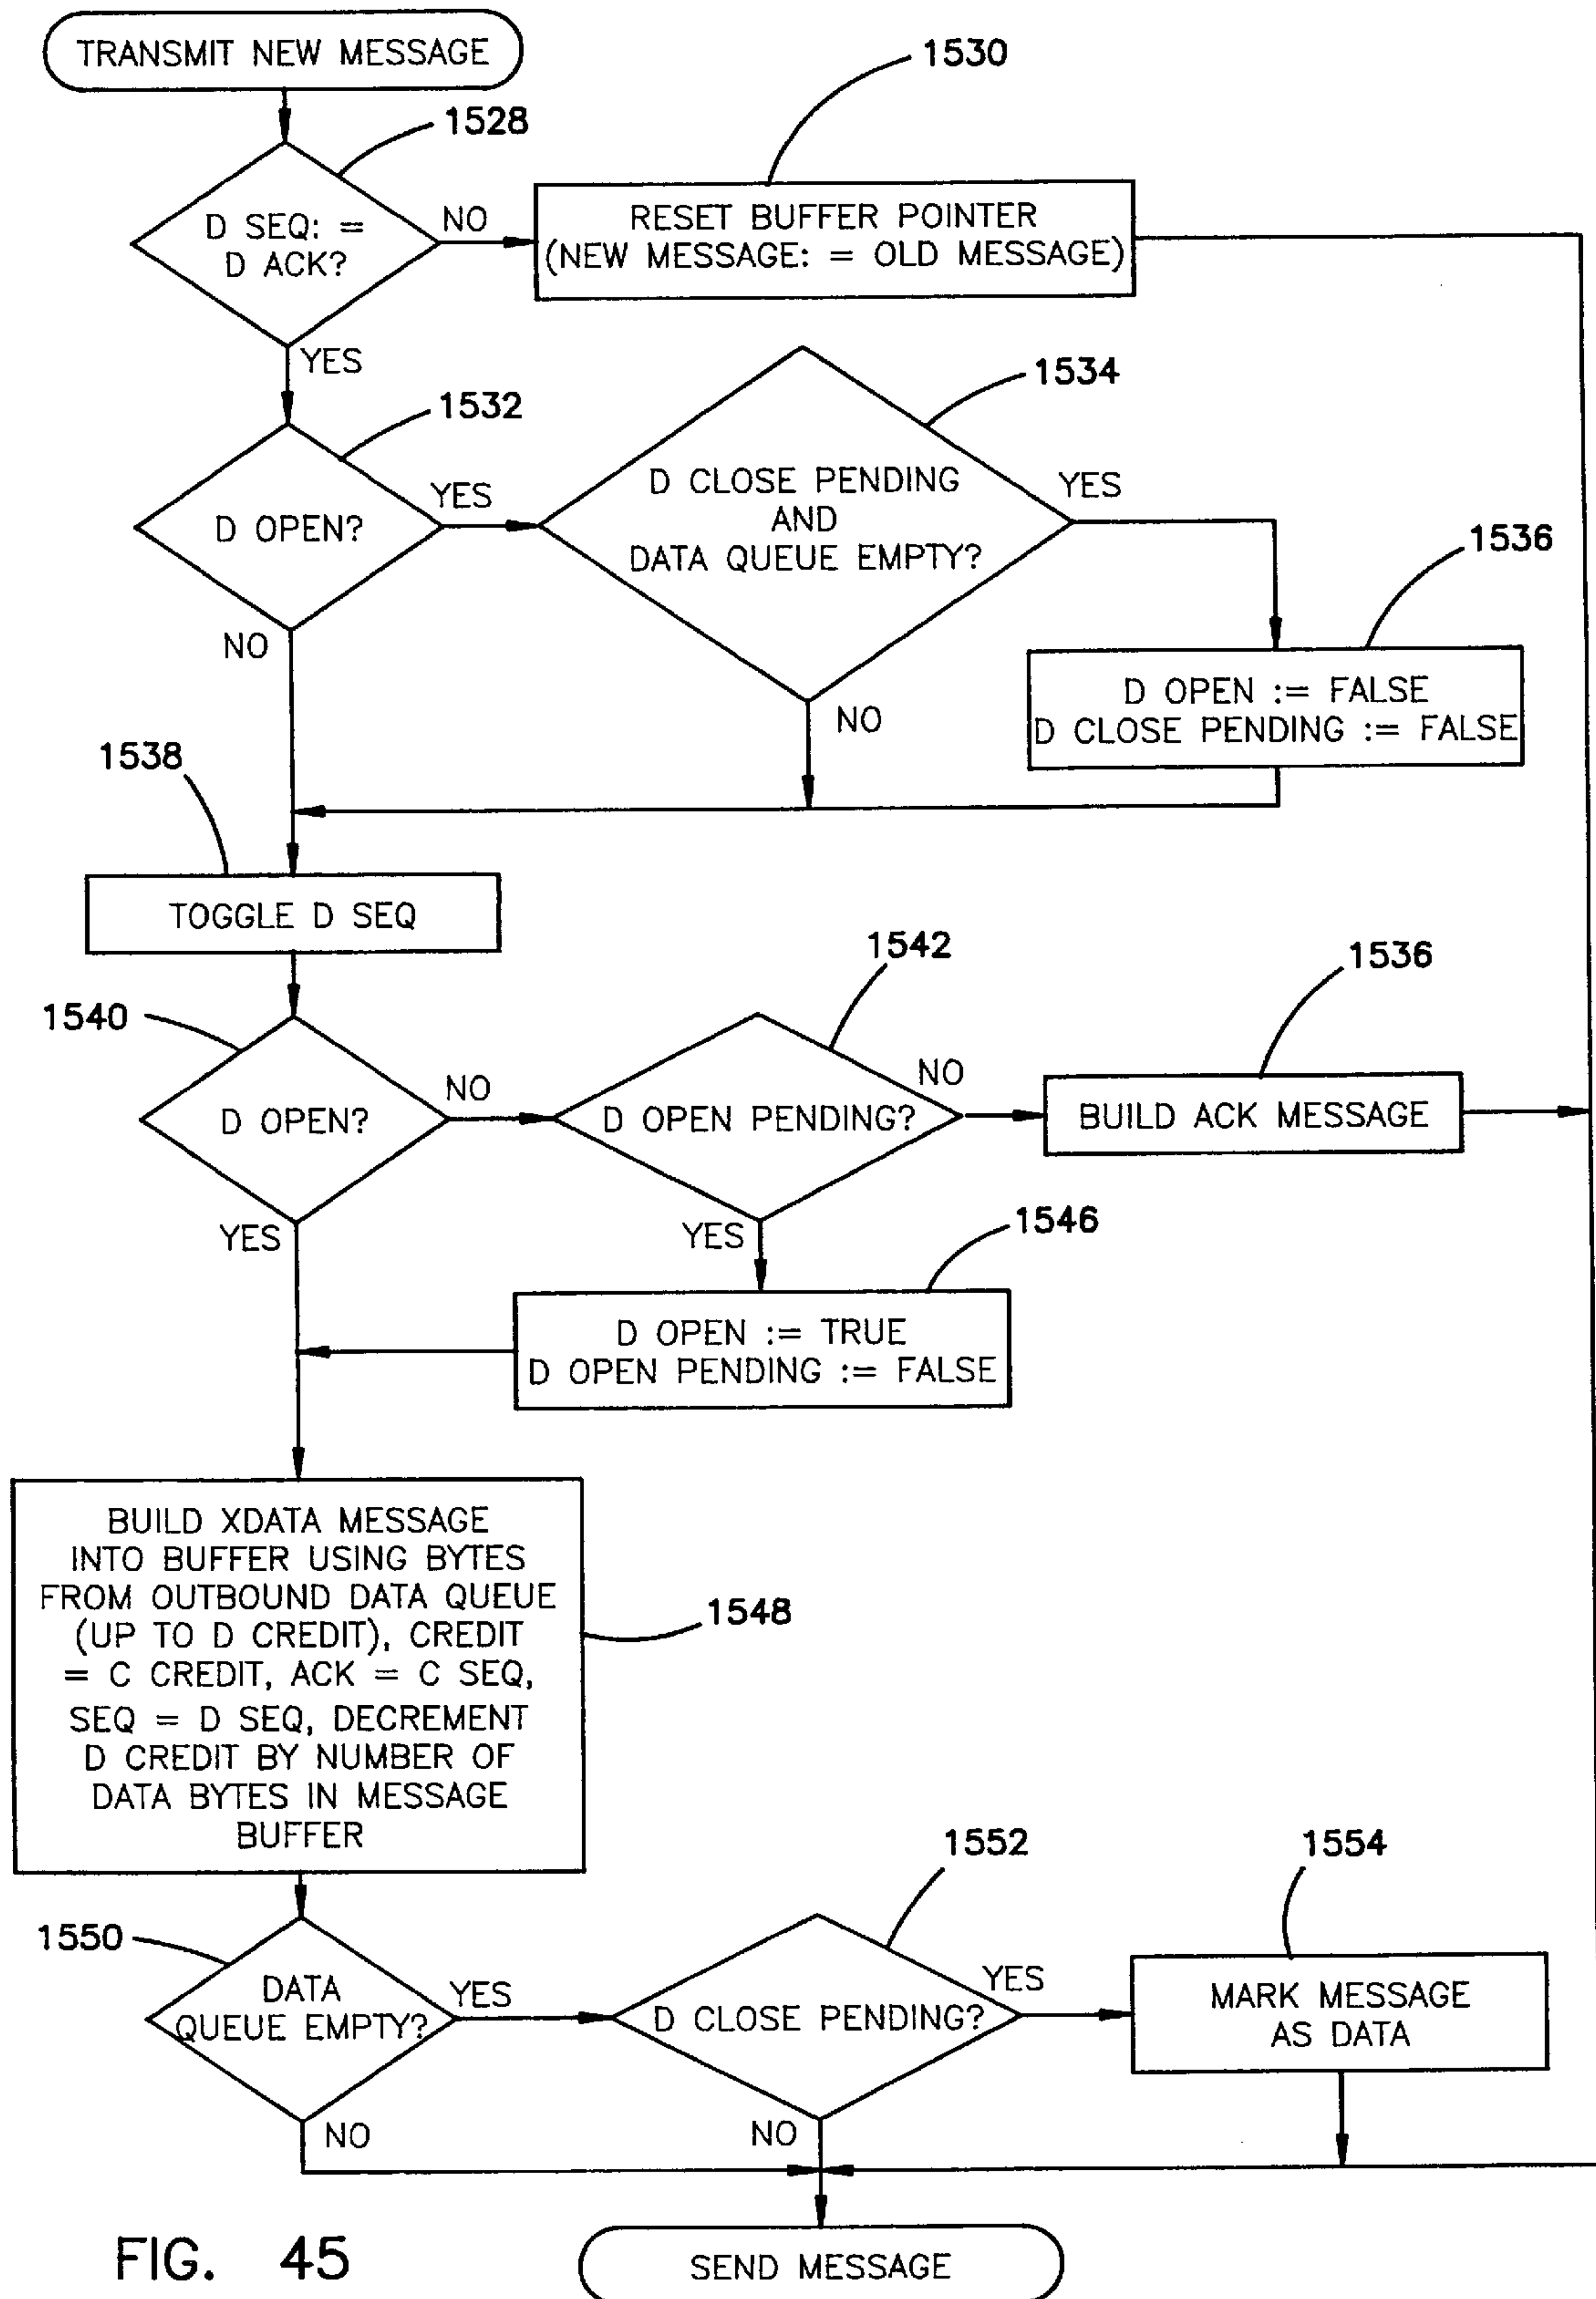 TRANSMIT NEW MESSAGE
1530
1528
D SEQ: =
D ACK?
NO
RESET BUFFER POINTER
(NEW MESSAGE: = OLD MESSAGE)
YES
1534
1532
D OPEN?
YES
D CLOSE PENDING
AND
DATA QUEUE EMPTY?
YES
1536
NO
D OPEN := FALSE
D CLOSE PENDING := FALSE
NO
1538
TOGGLE D SEQ
1542
1536
1540
D OPEN?
NO
D OPEN PENDING?
NO
BUILD ACK MESSAGE
YES
YES
1546
D OPEN := TRUE
D OPEN PENDING := FALSE
BUILD XDATA MESSAGE
INTO BUFFER USING BYTES
FROM OUTBOUND DATA QUEUE
(UP TO D CREDIT), CREDIT
= C CREDIT, ACK = C SEQ,
SEQ = D SEQ, DECREMENT
D CREDIT BY NUMBER OF
DATA BYTES IN MESSAGE
BUFFER
1548
1552
1554
1550
DATA
QUEUE EMPTY?
YES
D CLOSE PENDING?
YES
MARK MESSAGE
AS DATA
NO
NO
SEND MESSAGE
FIG. 45